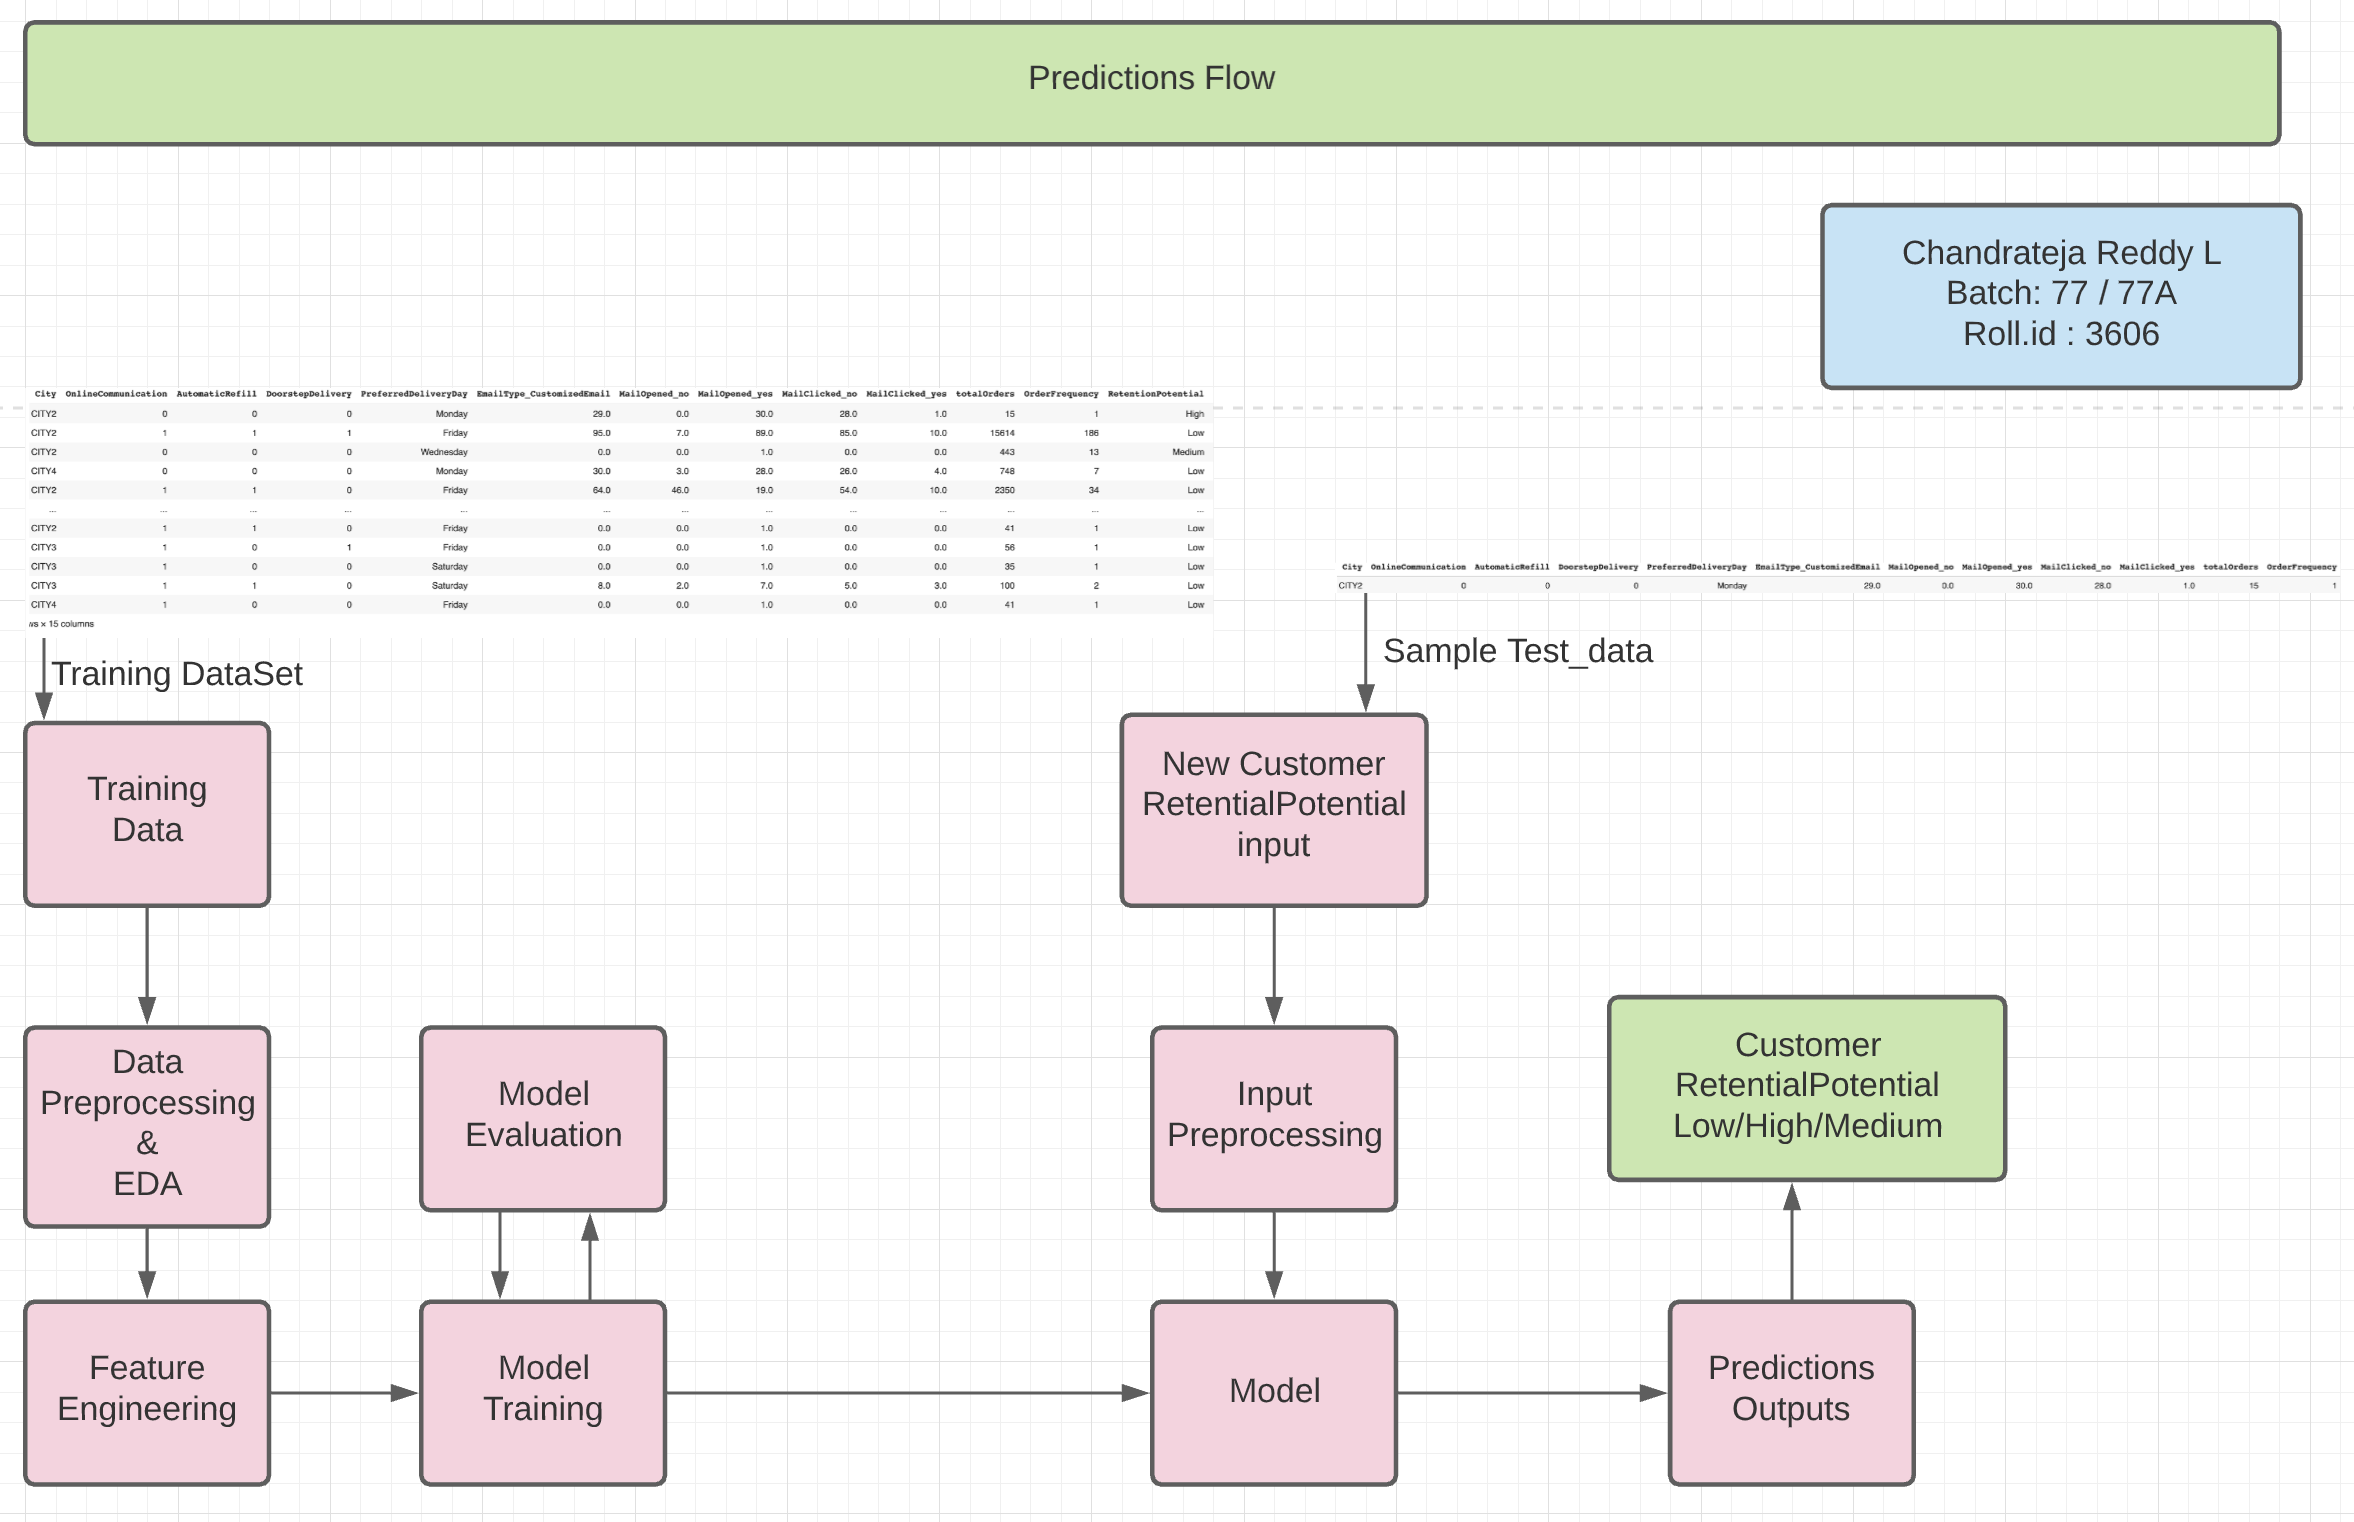 Predictions Flow
Chandrateja Reddy L
Batch: 77 / 77A
Roll.id : 3606
City OnlineCommunication AutomaticRefill DoorstepDelivery PreferredDeliveryDay EmailType_CustomizedEmail MailOpened_no MailOpened_yes MailClicked_no MailClicked_yes totalOrders OrderFrequency RetentionPotential
CITY2 0 0 0 Monday 29.0 0.0 30.0 28.0 1.0 15 1 High
CITY2 1 1 1 Friday 95.0 7.0 89.0 85.0 10.0 15614 186 Low
CITY2 0 0 0 Wednesday 0.0 0.0 1.0 0.0 0.0 443 13 Medium
CITY4 0 0 0 Monday 30.0 3.0 28.0 26.0 4.0 748 7 Low
CITY2 1 1 0 Friday 64.0 46.0 19.0 54.0 10.0 2350 34 Low
... ... ... ... ... ... ... ... ... ... ... ... ...
CITY2 1 1 0 Friday 0.0 0.0 1.0 0.0 0.0 41 1 Low
CITY3 1 0 1 Friday 0.0 0.0 1.0 0.0 0.0 56 1 Low
CITY3 1 0 0 Saturday 0.0 0.0 1.0 0.0 0.0 35 1 Low
CITY3 1 1 0 Saturday 8.0 2.0 7.0 5.0 3.0 100 2 Low
CITY4 1 0 0 Friday 0.0 0.0 1.0 0.0 0.0 41 1 Low
ws × 15 columns
City OnlineCommunication AutomaticRefill DoorstepDelivery PreferredDeliveryDay EmailType_CustomizedEmail MailOpened_no MailOpened_yes MailClicked_no MailClicked_yes totalOrders OrderFrequency
CITY2 0 0 0 Monday 29.0 0.0 30.0 28.0 1.0 15 1
Training DataSet
Sample Test_data
Training
Data
New Customer
RetentialPotential
input
Data
Preprocessing
&
EDA
Model
Evaluation
Input
Preprocessing
Customer
RetentialPotential
Low/High/Medium
Feature
Engineering
Model
Training
Model
Predictions
Outputs